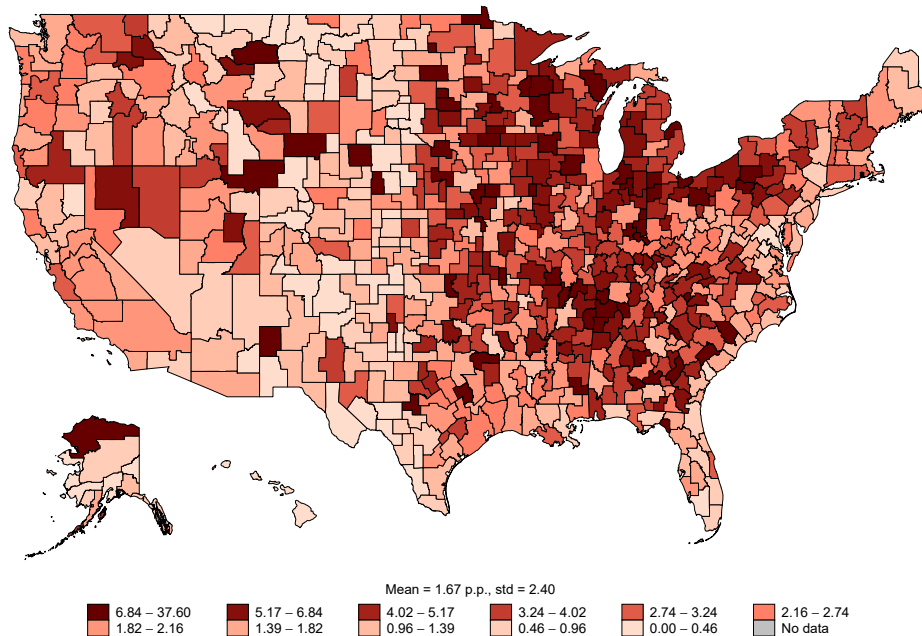 Mean = 1.67 p.p., std = 2.40
6.84 – 37.60 5.17 – 6.84 4.02 – 5.17 3.24 – 4.02 2.74 – 3.24 2.16 – 2.74
1.82 – 2.16 1.39 – 1.82 0.96 – 1.39 0.46 – 0.96 0.00 – 0.46 No data